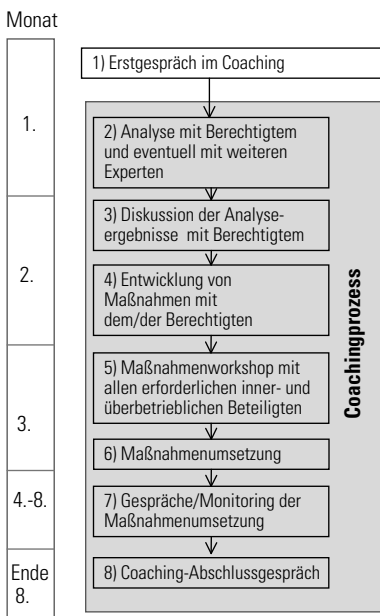 Monat
1.
2.
3.
4.-8.
Ende
8.
1) Erstgespräch im Coaching
2) Analyse mit Berechtigtem
und eventuell mit weiteren
Experten
3) Diskussion der Analyse-
ergebnisse mit Berechtigtem
4) Entwicklung von
Maßnahmen mit
dem/der Berechtigten
5) Maßnahmenworkshop mit
allen erforderlichen inner- und
überbetrieblichen Beteiligten
6) Maßnahmenumsetzung
7) Gespräche/Monitoring der
Maßnahmenumsetzung
8) Coaching-Abschlussgespräch
Coachingprozess